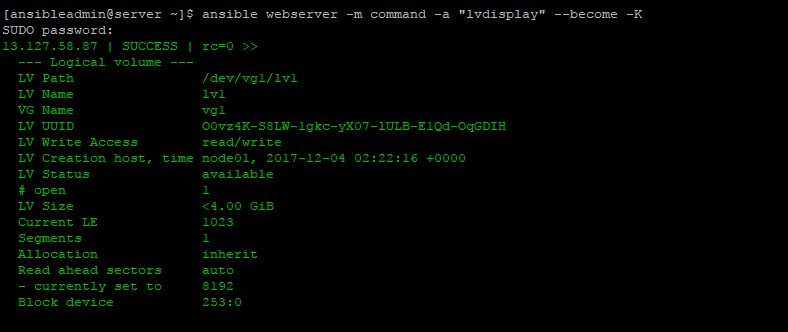 [ansibleadmin@server ~]$ ansible webserver -m command -a "lvdisplay" --become -K
SUDO password:
13.127.58.87 | SUCCESS | rc=0 >>
--- Logical volume ---
LV Path /dev/vg1/lv1
LV Name lv1
VG Name vg1
LV UUID O0vz4K-S8LW-1gkc-yX07-1ULB-E1Qd-OqGDIH
LV Write Access read/write
LV Creation host, time node01, 2017-12-04 02:22:16 +0000
LV Status available
# open 1
LV Size <4.00 GiB
Current LE 1023
Segments 1
Allocation inherit
Read ahead sectors auto
- currently set to 8192
Block device 253:0